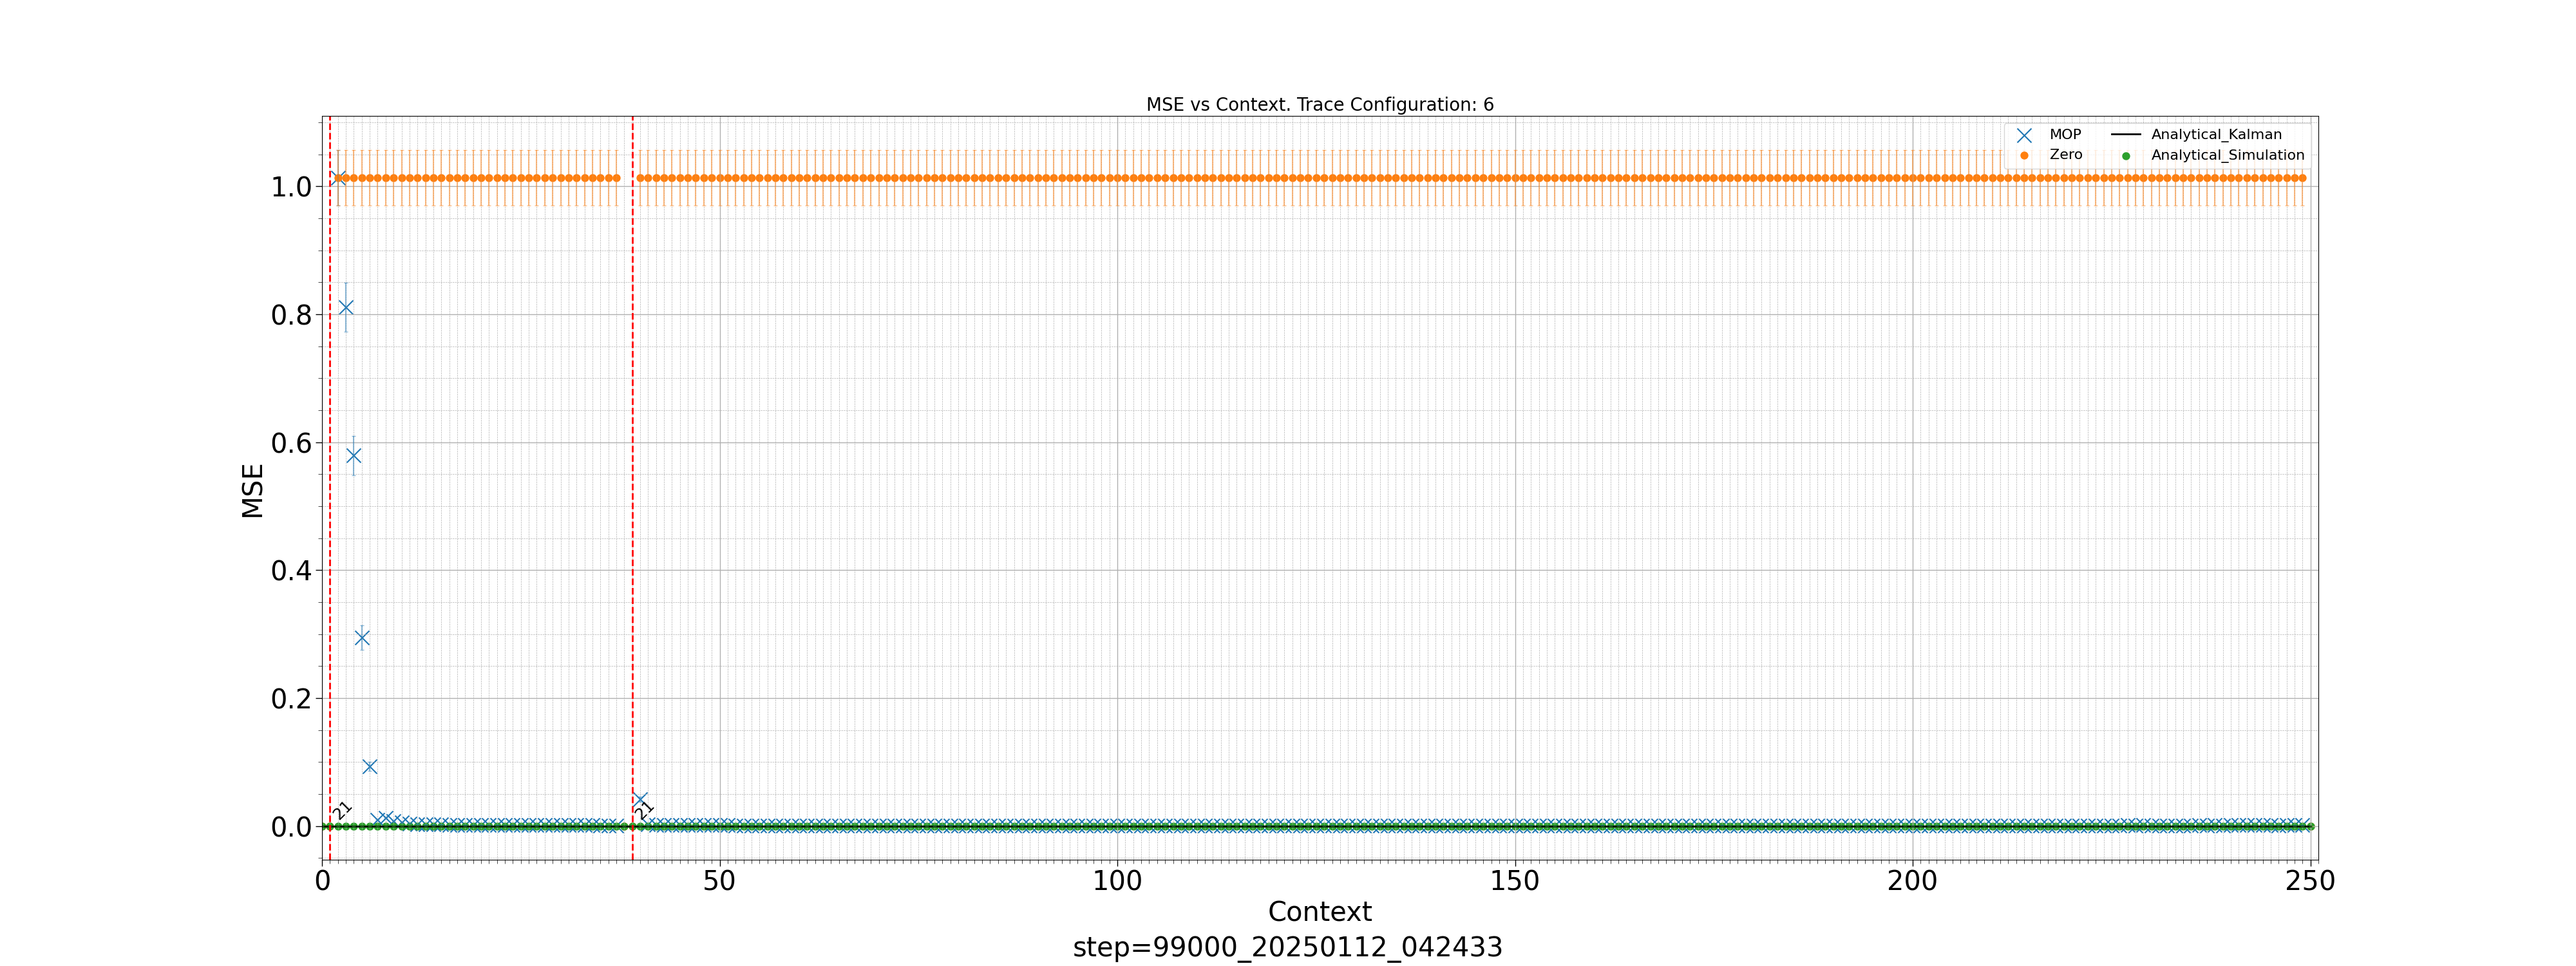 MSE vs Context. Trace Configuration: 6
MOP
Zero
Analytical_Kalman
Analytical_Simulation
1.0
0.8
0.6
0.4
0.2
0.0
MSE
21
21
0
50
100
150
200
250
Context
step=99000_20250112_042433